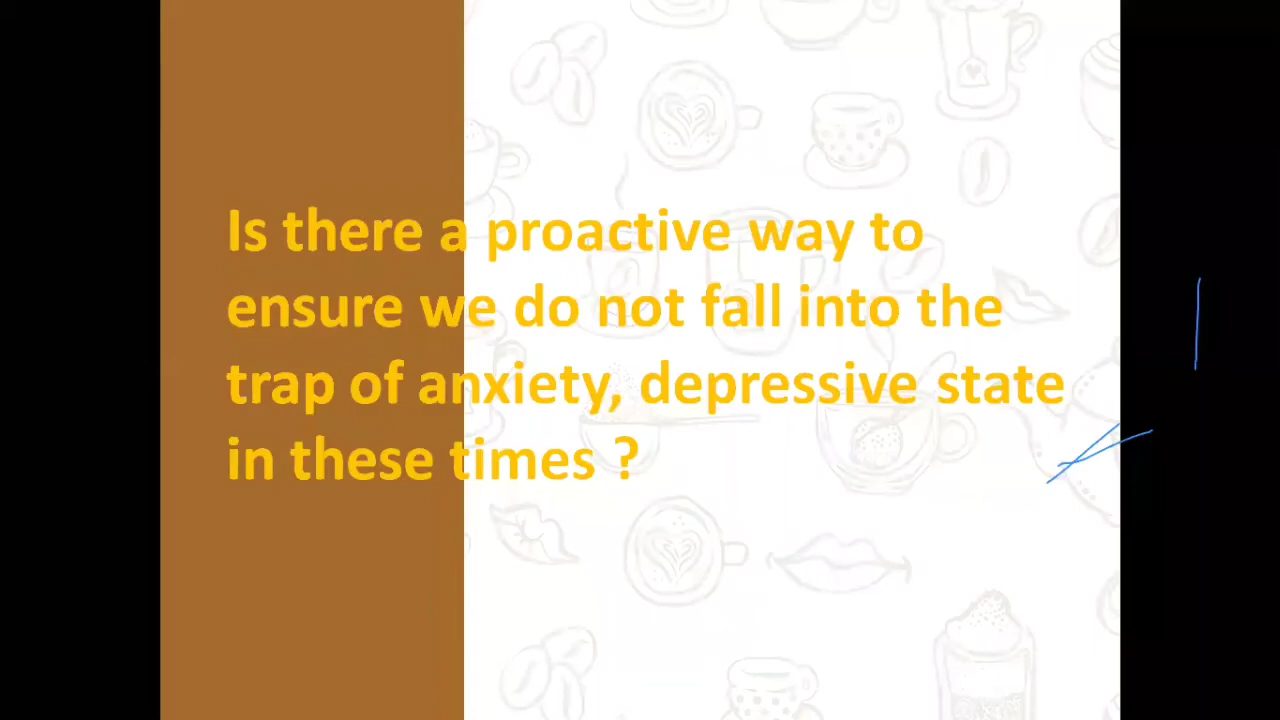 Is there a proactive way to
ensure we do not fall into the
trap of anxiety, depressive state
in these times ?